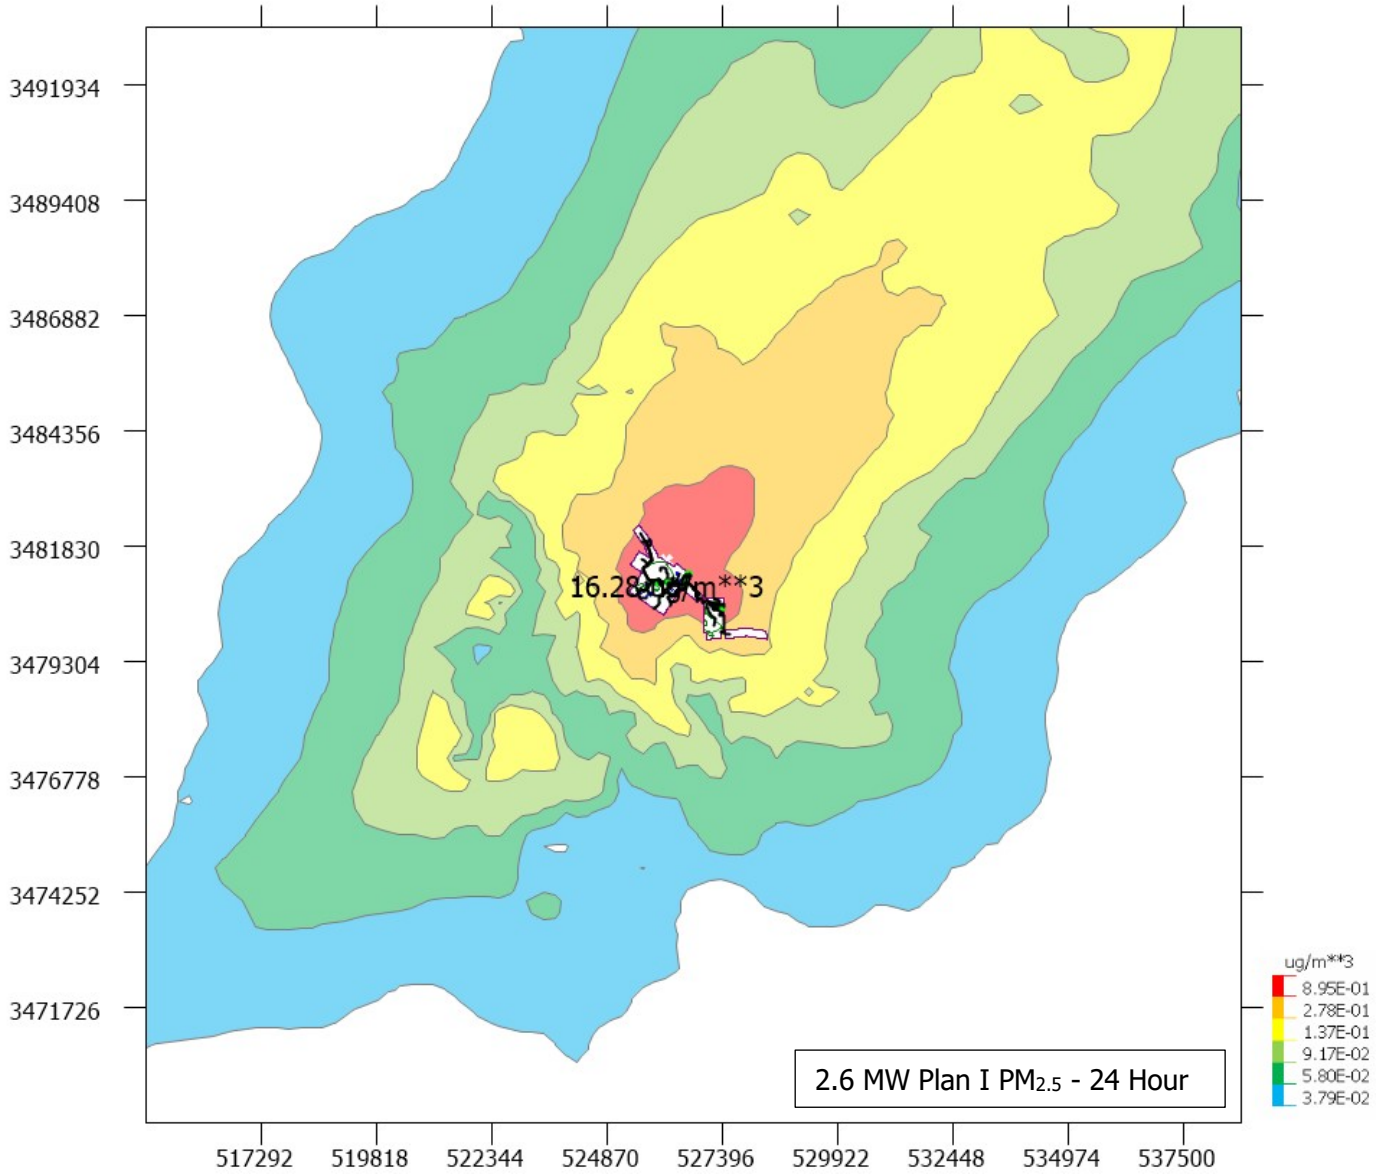 3491934
3489408
3486882
3484356
3481830
16.28 ug/m**3
3479304
3476778
3474252
3471726
ug/m**3
8.95E-01
2.78E-01
1.37E-01
9.17E-02
5.80E-02
3.79E-02
2.6 MW Plan I PM2.5 - 24 Hour
517292 519818 522344 524870 527396 529922 532448 534974 537500